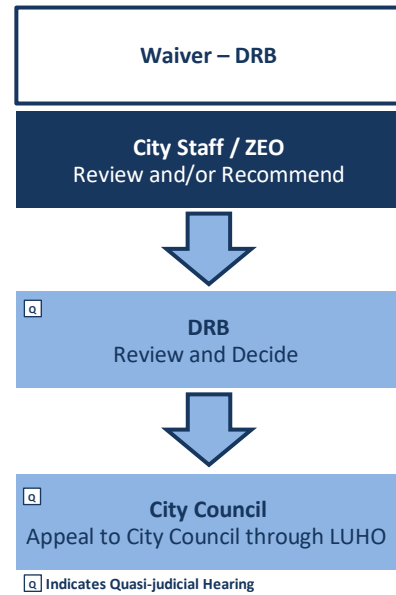 Waiver – DRB
City Staff / ZEO
Review and/or Recommend
Q
DRB
Review and Decide
Q
City Council
Appeal to City Council through LUHO
Q Indicates Quasi-judicial Hearing